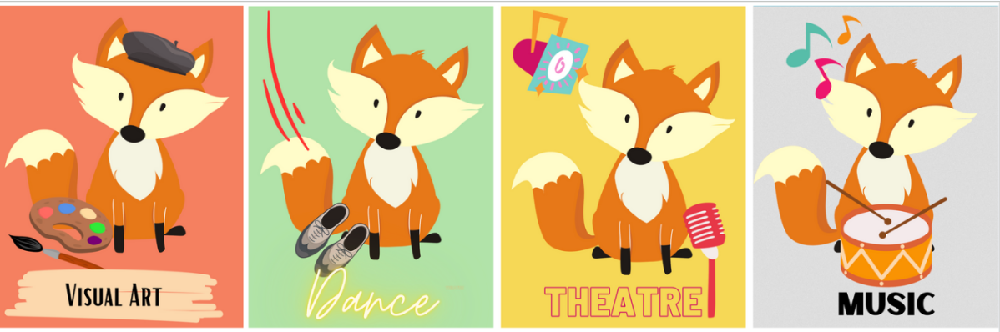 VISUAL ART
Dance
THEATRE
MUSIC